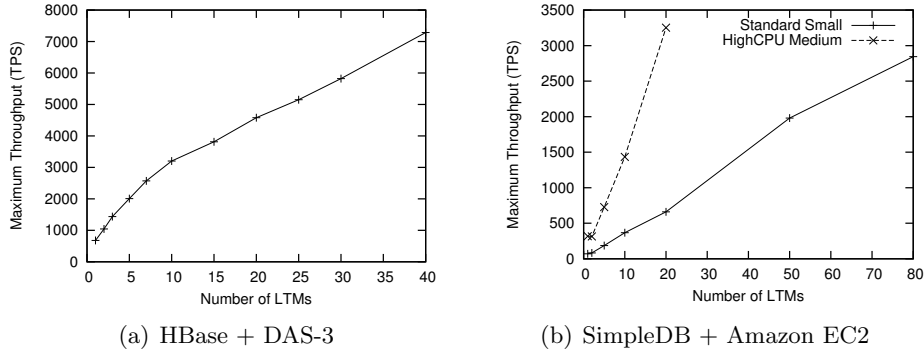 8000
7000
6000
5000
4000
3000
2000
1000
0
Maximum Throughput (TPS)
0 5 10 15 20 25 30 35 40
Number of LTMs
(a) HBase + DAS-3
3500
3000
2500
2000
1500
1000
500
0
Maximum Throughput (TPS)
Standard Small
HighCPU Medium
0 10 20 30 40 50 60 70 80
Number of LTMs
(b) SimpleDB + Amazon EC2